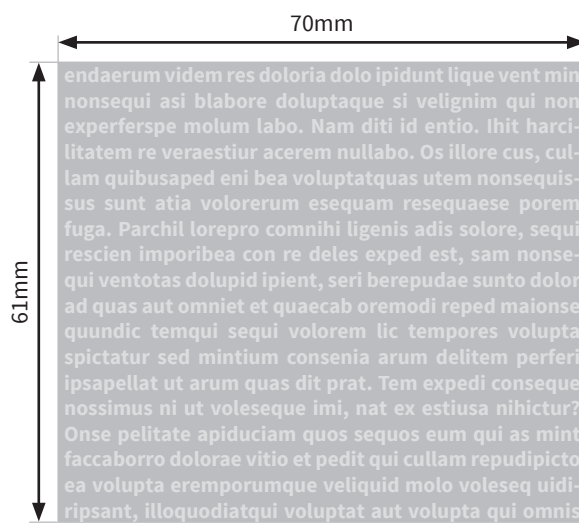 70mm
61mm
endaerum videm res doloria dolo ipidunt lique vent min
nonsequi asi blabore doluptaque si velignim qui non
experferspe molum labo. Nam diti id entio. Ihit harci-
litatem re veraestiur acerem nullabo. Os illore cus, cul-
lam quibusaped eni bea voluptatquas utem nonsequis-
sus sunt atia volorerum esequam resequaese porem
fuga. Parchil lorepro comnihi ligenis adis solore, sequi
rescien imporibea con re deles exped est, sam nonse-
qui ventotas dolupid ipient, seri berepudae sunto dolor
ad quas aut omniet et quaecab oremodi reped maionse
quundic temqui sequi volorem lic tempores volupta
spictatur sed mintium consenia arum delitem perferi
ipsapellat ut arum quas dit prat. Tem expedi conseque
nossimus ni ut voleseque imi, nat ex estiusa nihictur?
Onse pelitate apiduciam quos sequos eum qui as mint
faccaborro dolorae vitio et pedit qui cullam repudipicto
ea volupta eremporumque veliquid molo voleseq uidi-
ripsant, illoquodiatqui voluptat aut volupta qui omnis